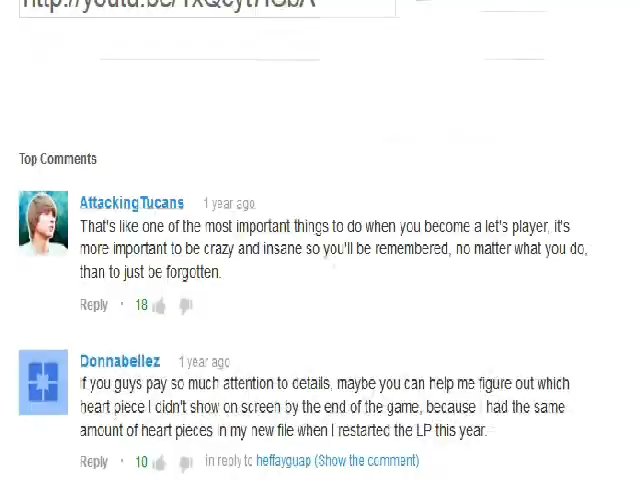 Top Comments
AttackingTucans 1 year ago
That's like one of the most important things to do when you become a let's player, it's
more important to be crazy and insane so you'll be remembered, no matter what you do,
than to just be forgotten.
Reply · 18
Donnabellez 1 year ago
If you guys pay so much attention to details, maybe you can help me figure out which
heart piece I didn't show on screen by the end of the game, because I had the same
amount of heart pieces in my new file when I restarted the LP this year.
Reply · 10 in reply to heffayguap (Show the comment)